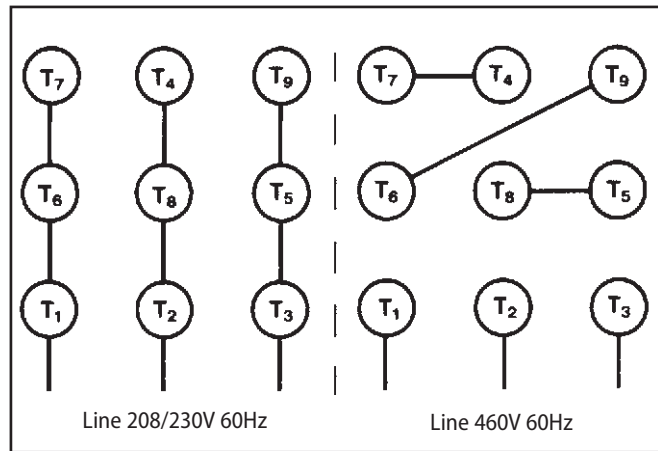 T₇ T₄ T₉
T₆ T₈ T₅
T₁ T₂ T₃
Line 208/230V 60Hz
T₇ T₄ T₉
T₆ T₈ T₅
T₁ T₂ T₃
Line 460V 60Hz